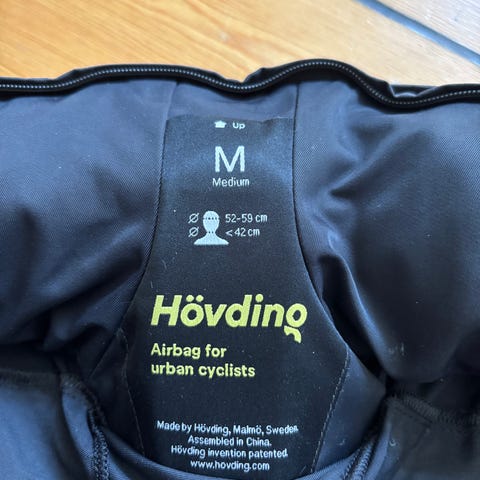 Up
M
Medium
Ø 52-59 cm
Ø < 42 cm
Hövding
Airbag for
urban cyclists
Made by Hövding, Malmö, Sweden.
Assembled in China.
Hövding invention patented.
www.hovding.com